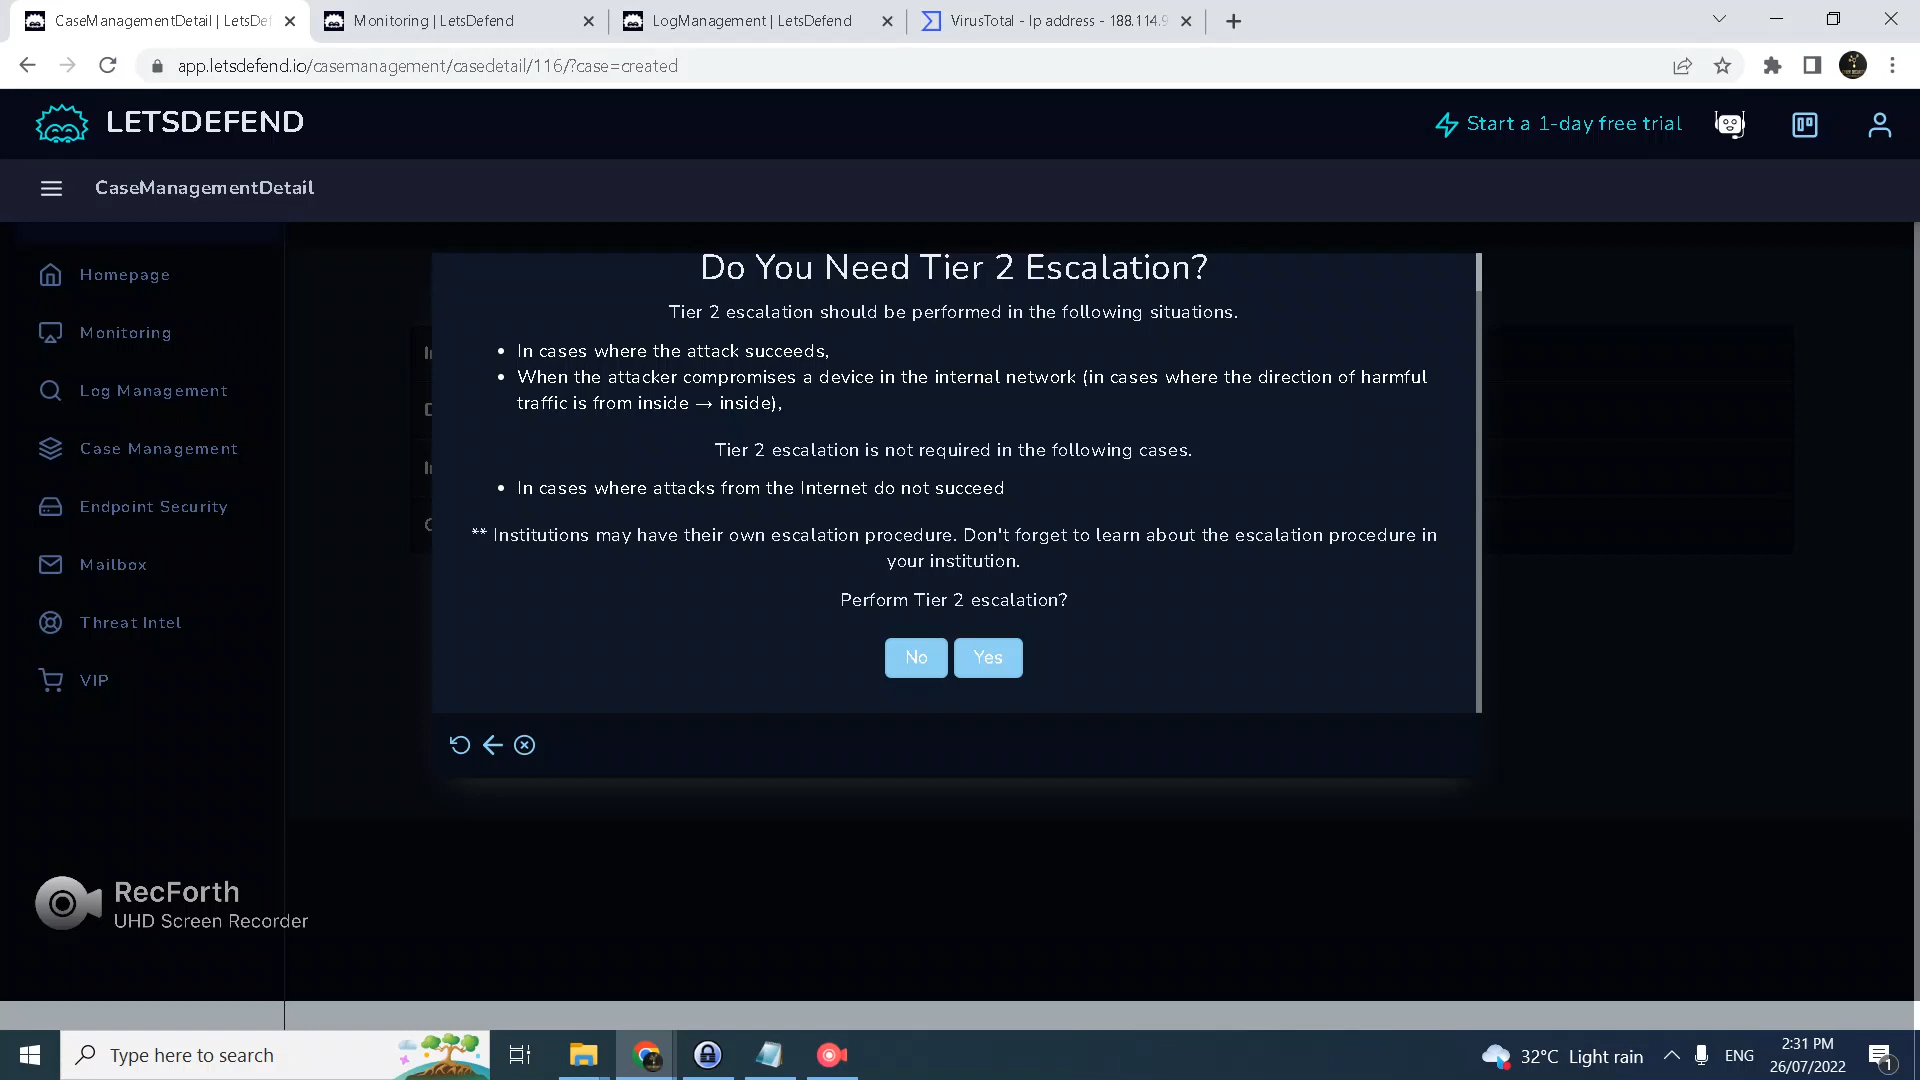 CaseManagementDetail | LetsDe
Monitoring | LetsDefend
LogManagement | LetsDefend
VirusTotal - Ip address - 188.114.9
app.letsdefend.io/casemanagement/casedetail/116/?case=created
LETSDEFEND
Start a 1-day free trial
CaseManagementDetail
Homepage
Monitoring
Log Management
Case Management
Endpoint Security
Mailbox
Threat Intel
VIP
Do You Need Tier 2 Escalation?
Tier 2 escalation should be performed in the following situations.
• In cases where the attack succeeds,
• When the attacker compromises a device in the internal network (in cases where the direction of harmful
traffic is from inside → inside),
Tier 2 escalation is not required in the following cases.
• In cases where attacks from the Internet do not succeed
** Institutions may have their own escalation procedure. Don't forget to learn about the escalation procedure in
your institution.
Perform Tier 2 escalation?
No Yes
RecForth
UHD Screen Recorder
Type here to search
32°C Light rain
ENG
2:31 PM
26/07/2022
1